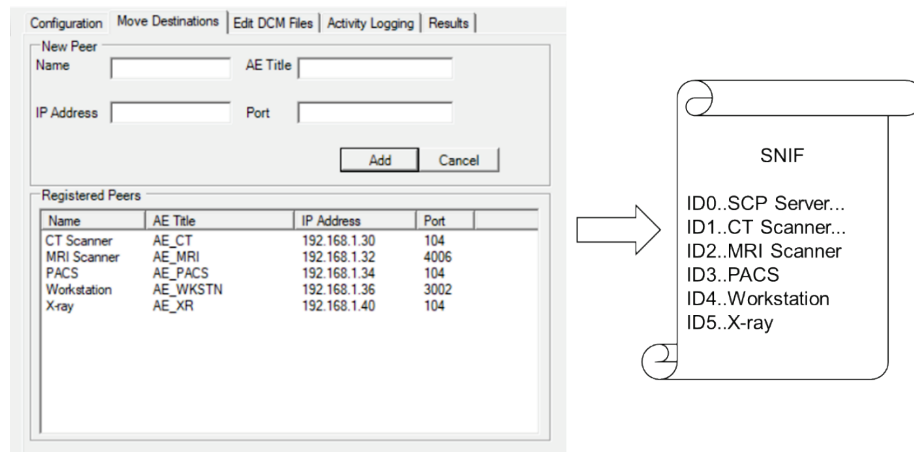 Configuration Move Destinations Edit DCM Files Activity Logging Results
New Peer
Name AE Title
IP Address Port
Add Cancel
Registered Peers
Name AE Title IP Address Port
CT Scanner AE_CT 192.168.1.30 104
MRI Scanner AE_MRI 192.168.1.32 4006
PACS AE_PACS 192.168.1.34 104
Workstation AE_WKSTN 192.168.1.36 3002
X-ray AE_XR 192.168.1.40 104
SNIF
ID0..SCP Server...
ID1..CT Scanner...
ID2..MRI Scanner
ID3..PACS
ID4..Workstation
ID5..X-ray